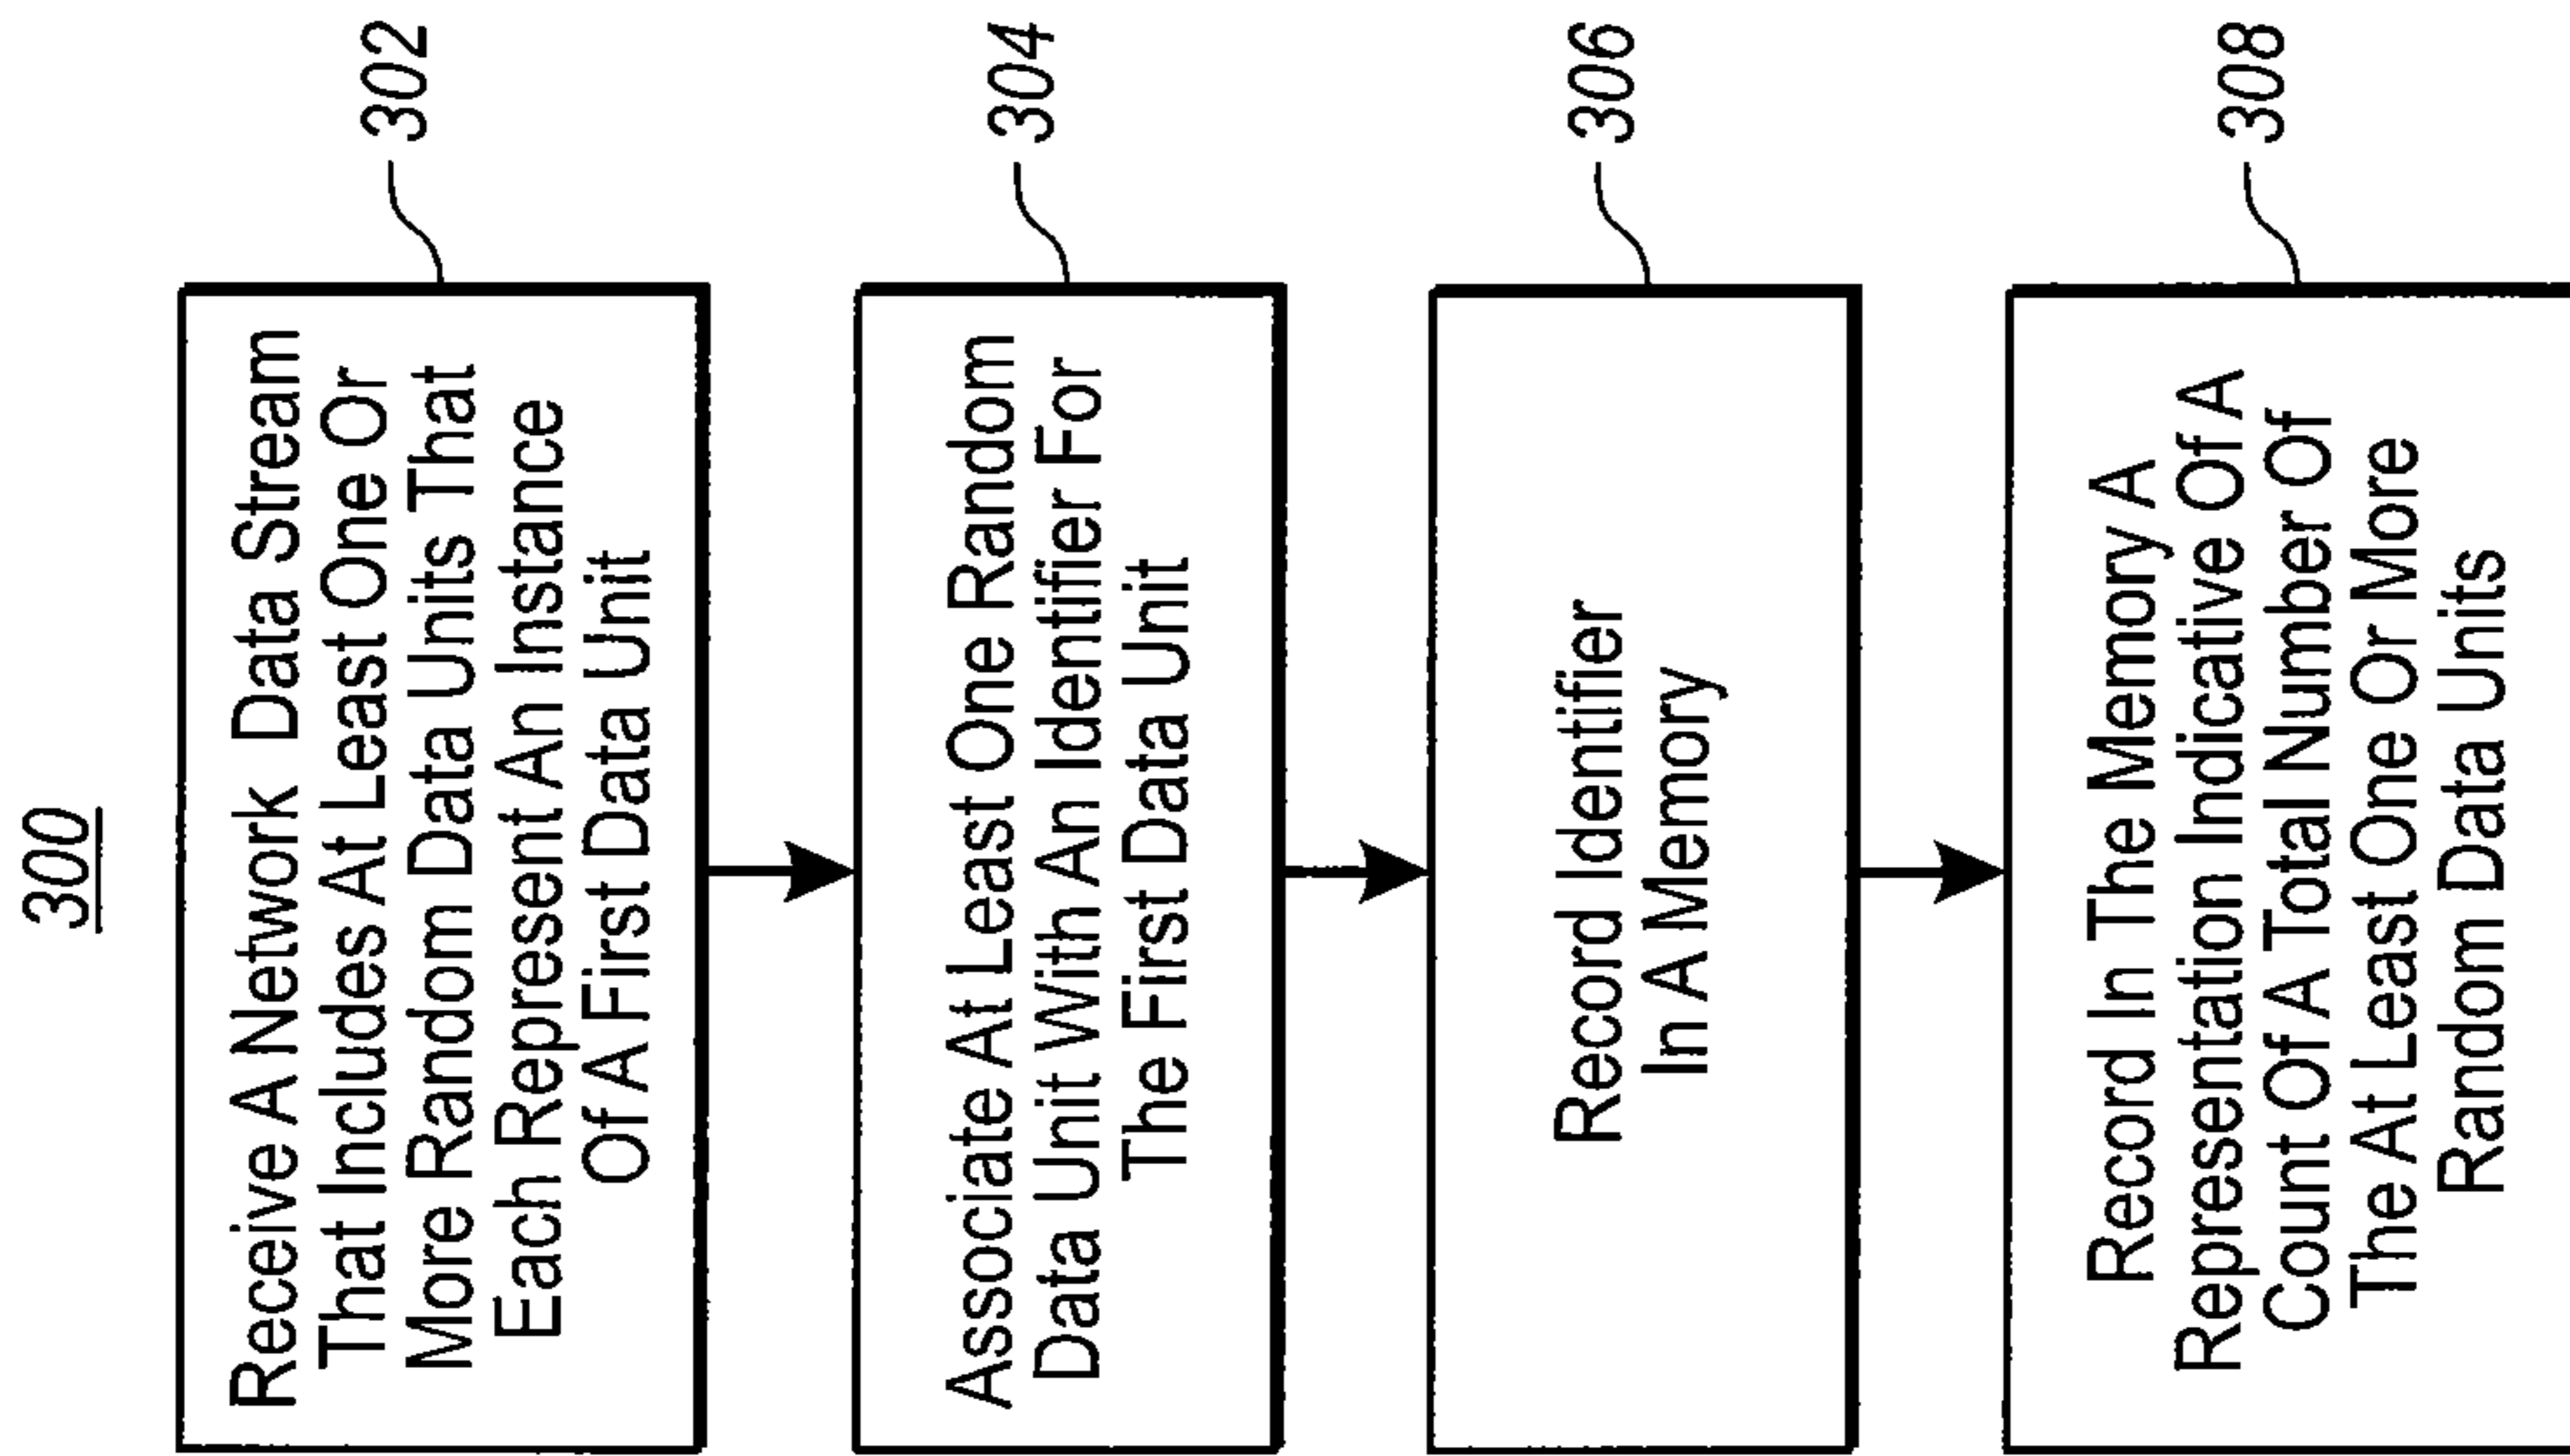 300
Receive A Network Data Stream
That Includes At Least One Or
More Random Data Units That
Each Represent An Instance
Of A First Data Unit
302
Associate At Least One Random
Data Unit With An Identifier For
The First Data Unit
304
Record Identifier
In A Memory
306
Record In The Memory A
Representation Indicative Of A
Count Of A Total Number Of
The At Least One Or More
Random Data Units
308